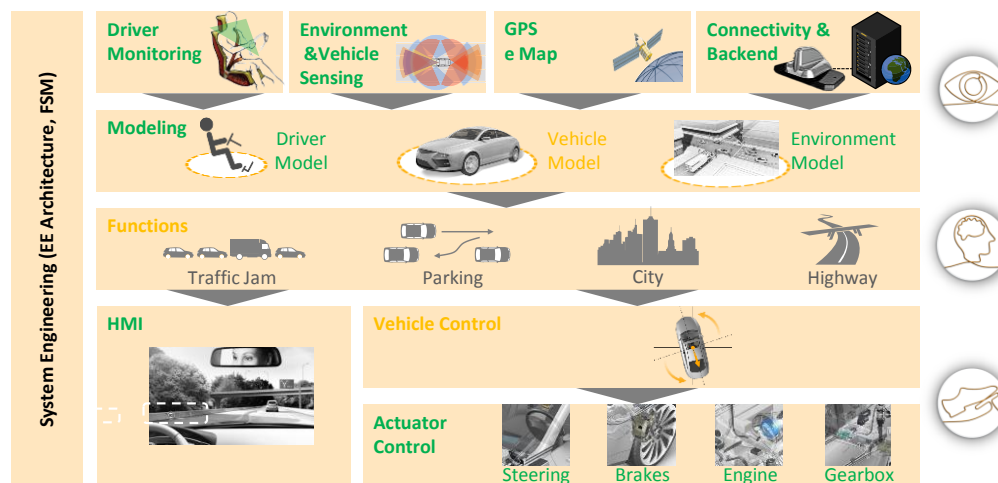 System Engineering (EE Architecture, FSM)
Driver
Monitoring
Environment
&Vehicle
Sensing
GPS
e Map
Connectivity &
Backend
Modeling
Driver
Model
Vehicle
Model
Environment
Model
Functions
Traffic Jam
Parking
City
Highway
HMI
Vehicle Control
Actuator
Control
Steering
Brakes
Engine
Gearbox